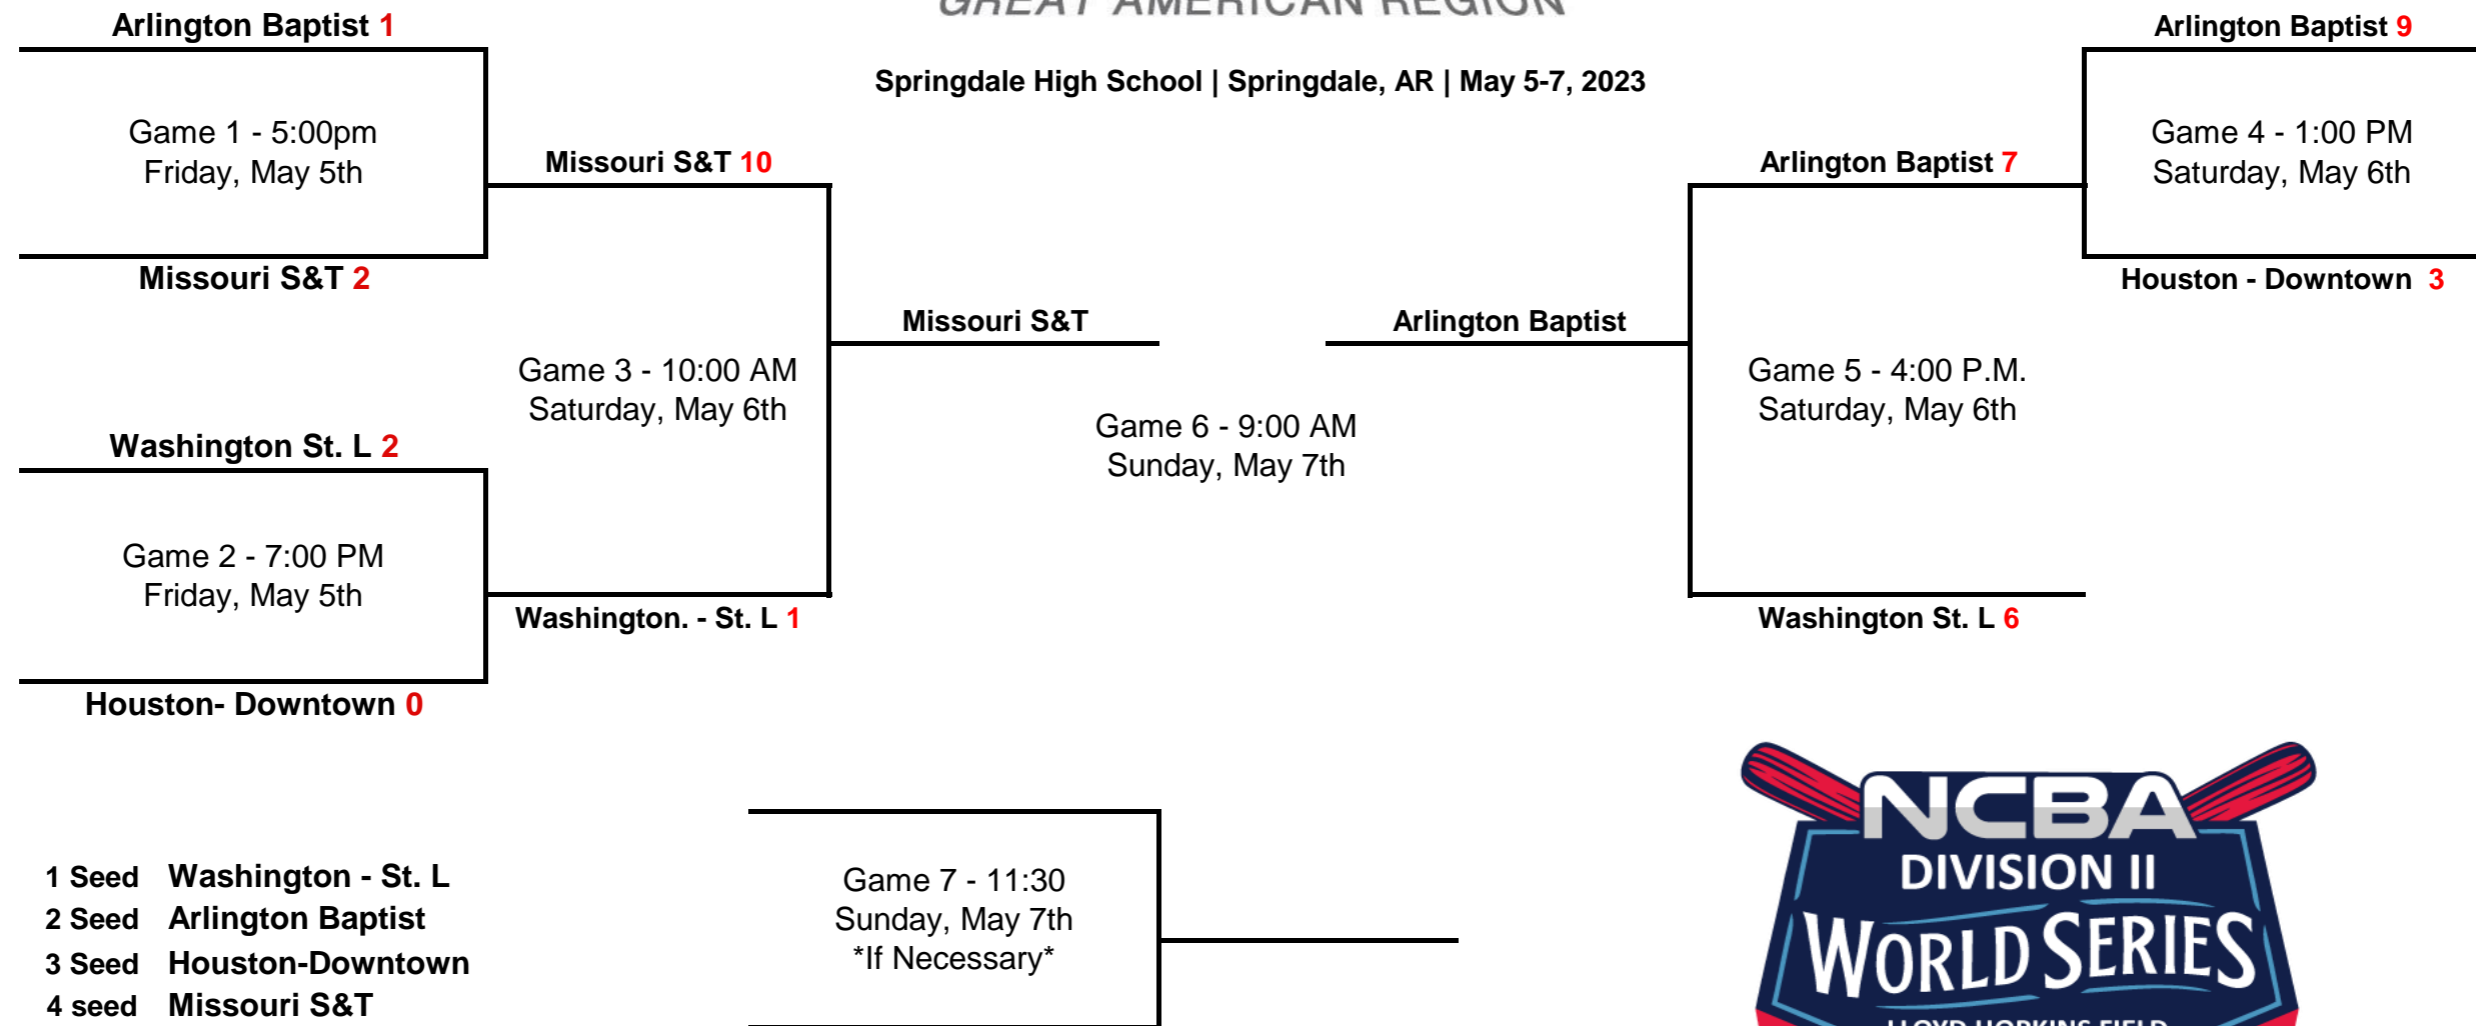 GREAT AMERICAN REGION
Springdale High School | Springdale, AR | May 5-7, 2023
Arlington Baptist 1
Game 1 - 5:00pm
Friday, May 5th
Missouri S&T 2
Washington St. L 2
Game 2 - 7:00 PM
Friday, May 5th
Houston- Downtown 0
Missouri S&T 10
Game 3 - 10:00 AM
Saturday, May 6th
Washington. - St. L 1
Missouri S&T
Arlington Baptist
Game 6 - 9:00 AM
Sunday, May 7th
Arlington Baptist 7
Game 5 - 4:00 P.M.
Saturday, May 6th
Washington St. L 6
Arlington Baptist 9
Game 4 - 1:00 PM
Saturday, May 6th
Houston - Downtown 3
1 Seed Washington - St. L
2 Seed Arlington Baptist
3 Seed Houston-Downtown
4 seed Missouri S&T
Game 7 - 11:30
Sunday, May 7th
*If Necessary*
NCBA
DIVISION II
WORLD SERIES
LLOYD HOPKINS FIELD